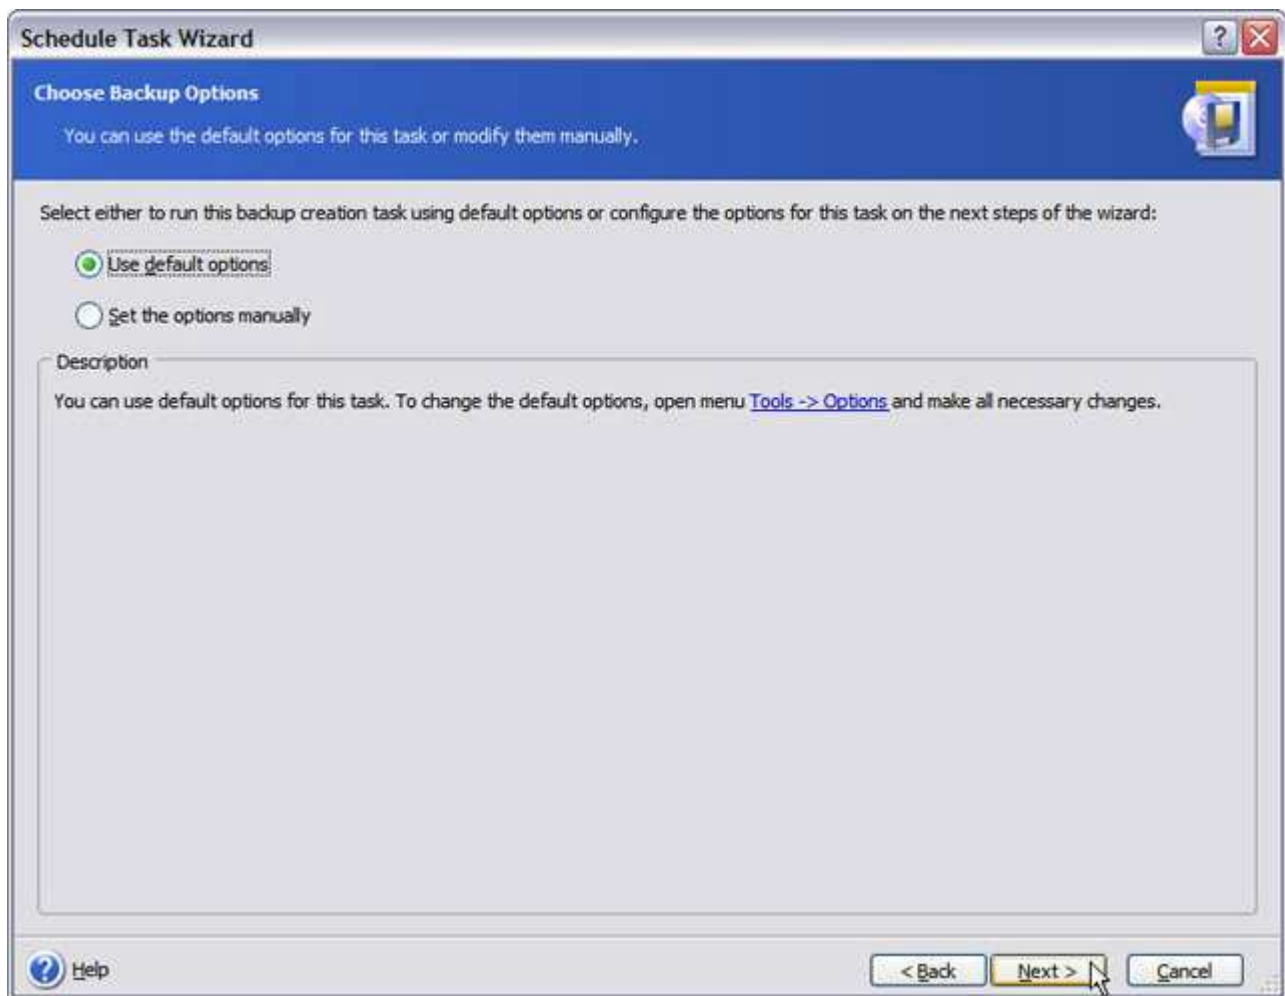 Schedule Task Wizard
?
Choose Backup Options
You can use the default options for this task or modify them manually.
Select either to run this backup creation task using default options or configure the options for this task on the next steps of the wizard:
Use default options
Set the options manually
Description
You can use default options for this task. To change the default options, open menu Tools -> Options and make all necessary changes.
? Help
< Back
Next >
Cancel